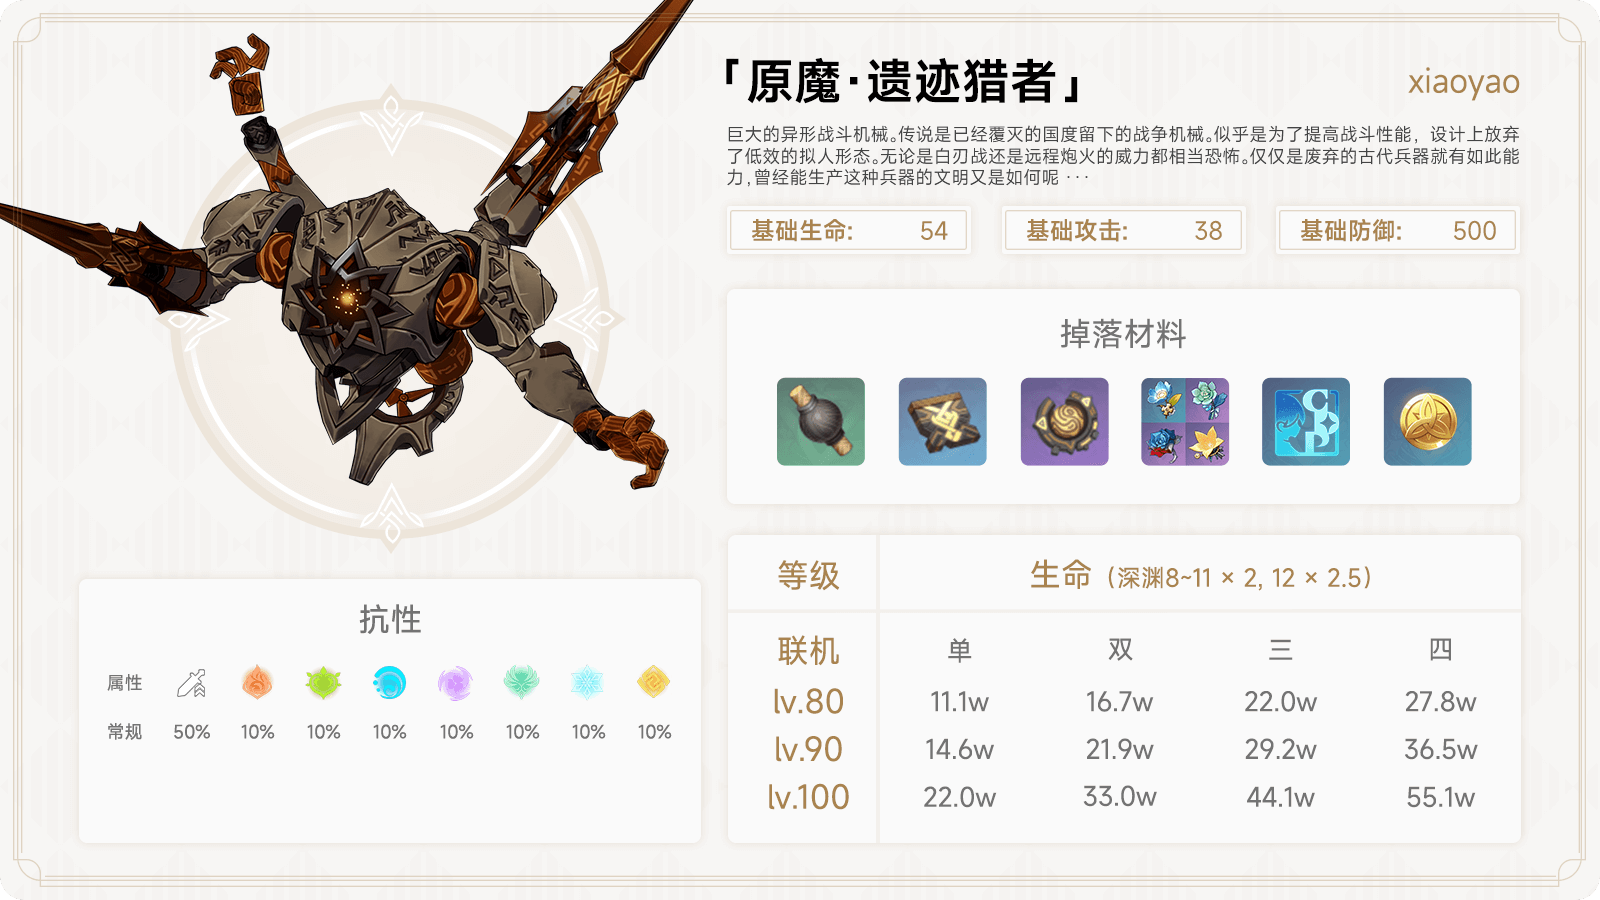 「原魔·遗迹猎者」
xiaoyao
巨大的异形战斗机械。传说是已经覆灭的国度留下的战争机械。似乎是为了提高战斗性能，设计上放弃
了低效的拟人形态。无论是白刃战还是远程炮火的威力都相当恐怖。仅仅是废弃的古代兵器就有如此能
力,曾经能生产这种兵器的文明又是如何呢 ···
基础生命: 54
基础攻击: 38
基础防御: 500
掉落材料
抗性
属性
常规 50% 10% 10% 10% 10% 10% 10% 10%
等级 生命（深渊8~11 × 2, 12 × 2.5）
联机 单 双 三 四
lv.80 11.1w 16.7w 22.0w 27.8w
lv.90 14.6w 21.9w 29.2w 36.5w
lv.100 22.0w 33.0w 44.1w 55.1w